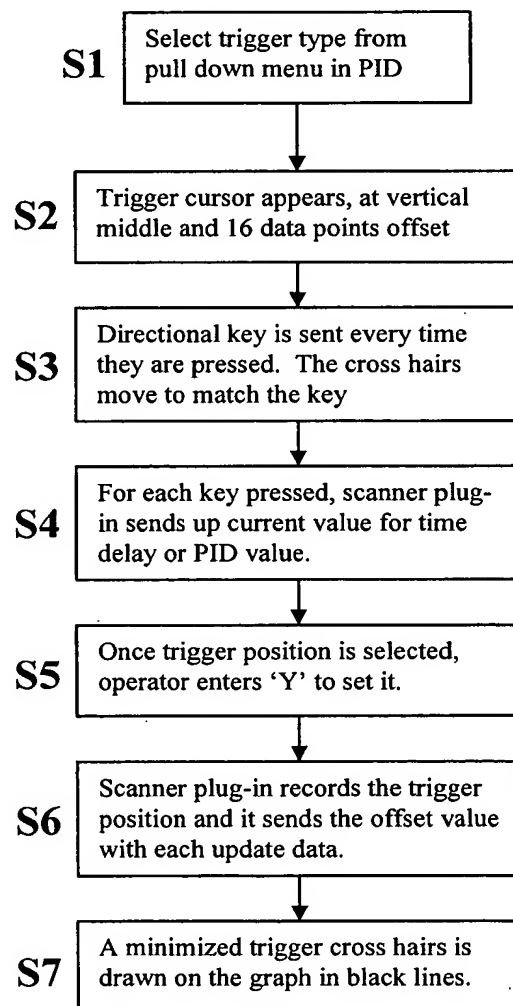 S1
Select trigger type from
pull down menu in PID
S2
Trigger cursor appears, at vertical
middle and 16 data points offset
S3
Directional key is sent every time
they are pressed. The cross hairs
move to match the key
S4
For each key pressed, scanner plug-
in sends up current value for time
delay or PID value.
S5
Once trigger position is selected,
operator enters ‘Y’ to set it.
S6
Scanner plug-in records the trigger
position and it sends the offset value
with each update data.
S7
A minimized trigger cross hairs is
drawn on the graph in black lines.